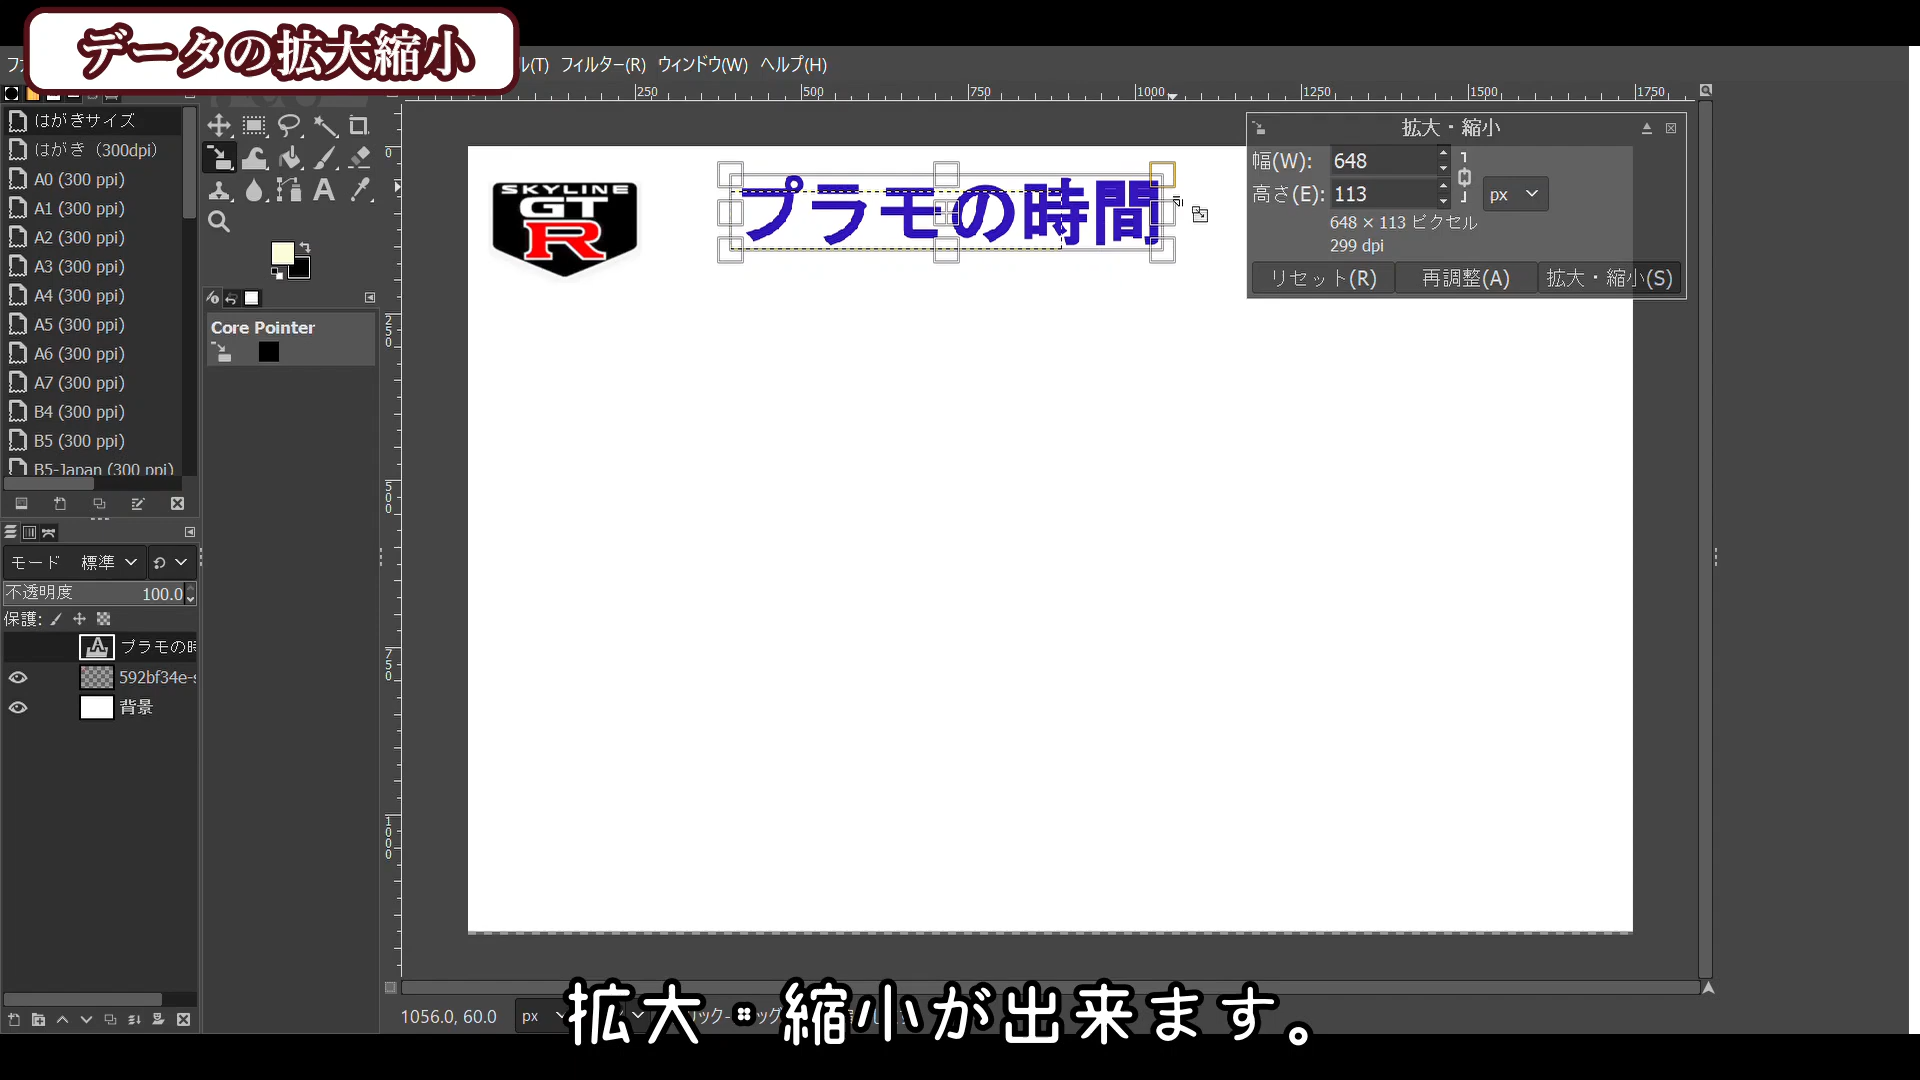 データの拡大縮小
フィルター(R) ウィンドウ(W) ヘルプ(H)
250 500 750 1000 1250 1500 1750
はがきサイズ
はがき（300dpi）
A0 (300 ppi)
A1 (300 ppi)
A2 (300 ppi)
A3 (300 ppi)
A4 (300 ppi)
A5 (300 ppi)
A6 (300 ppi)
A7 (300 ppi)
B4 (300 ppi)
B5 (300 ppi)
B5-Japan (300 ppi)
Core Pointer
モード 標準
不透明度 100.0
保護:
プラモの時
592bf34e-s
背景
0
250
500
750
1000
SKYLINE
GT
R
プラモの時間
拡大・縮小
幅(W): 648
高さ(E): 113 px
648 × 113 ピクセル
299 dpi
リセット(R) 再調整(A) 拡大・縮小(S)
1056.0, 60.0 px
拡大・縮小が出来ます。